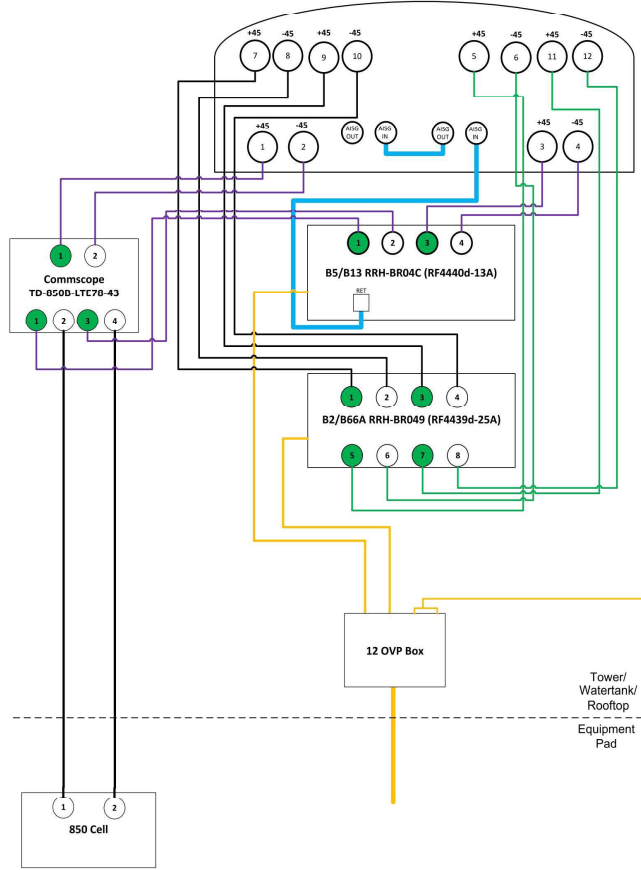 +45 -45 +45 -45 +45 -45 +45 -45
7 8 9 10 5 6 11 12
AISG OUT AISG IN AISG OUT AISG IN
+45 -45 +45 -45
1 2 3 4
1 2
Commscope
TD-850B-LTE78-43
1 2 3 4
1 2 3 4
B5/B13 RRH-BR04C (RF4440d-13A)
RET
1 2 3 4
B2/B66A RRH-BR049 (RF4439d-25A)
5 6 7 8
12 OVP Box
Tower/
Watertank/
Rooftop
Equipment
Pad
1 2
850 Cell